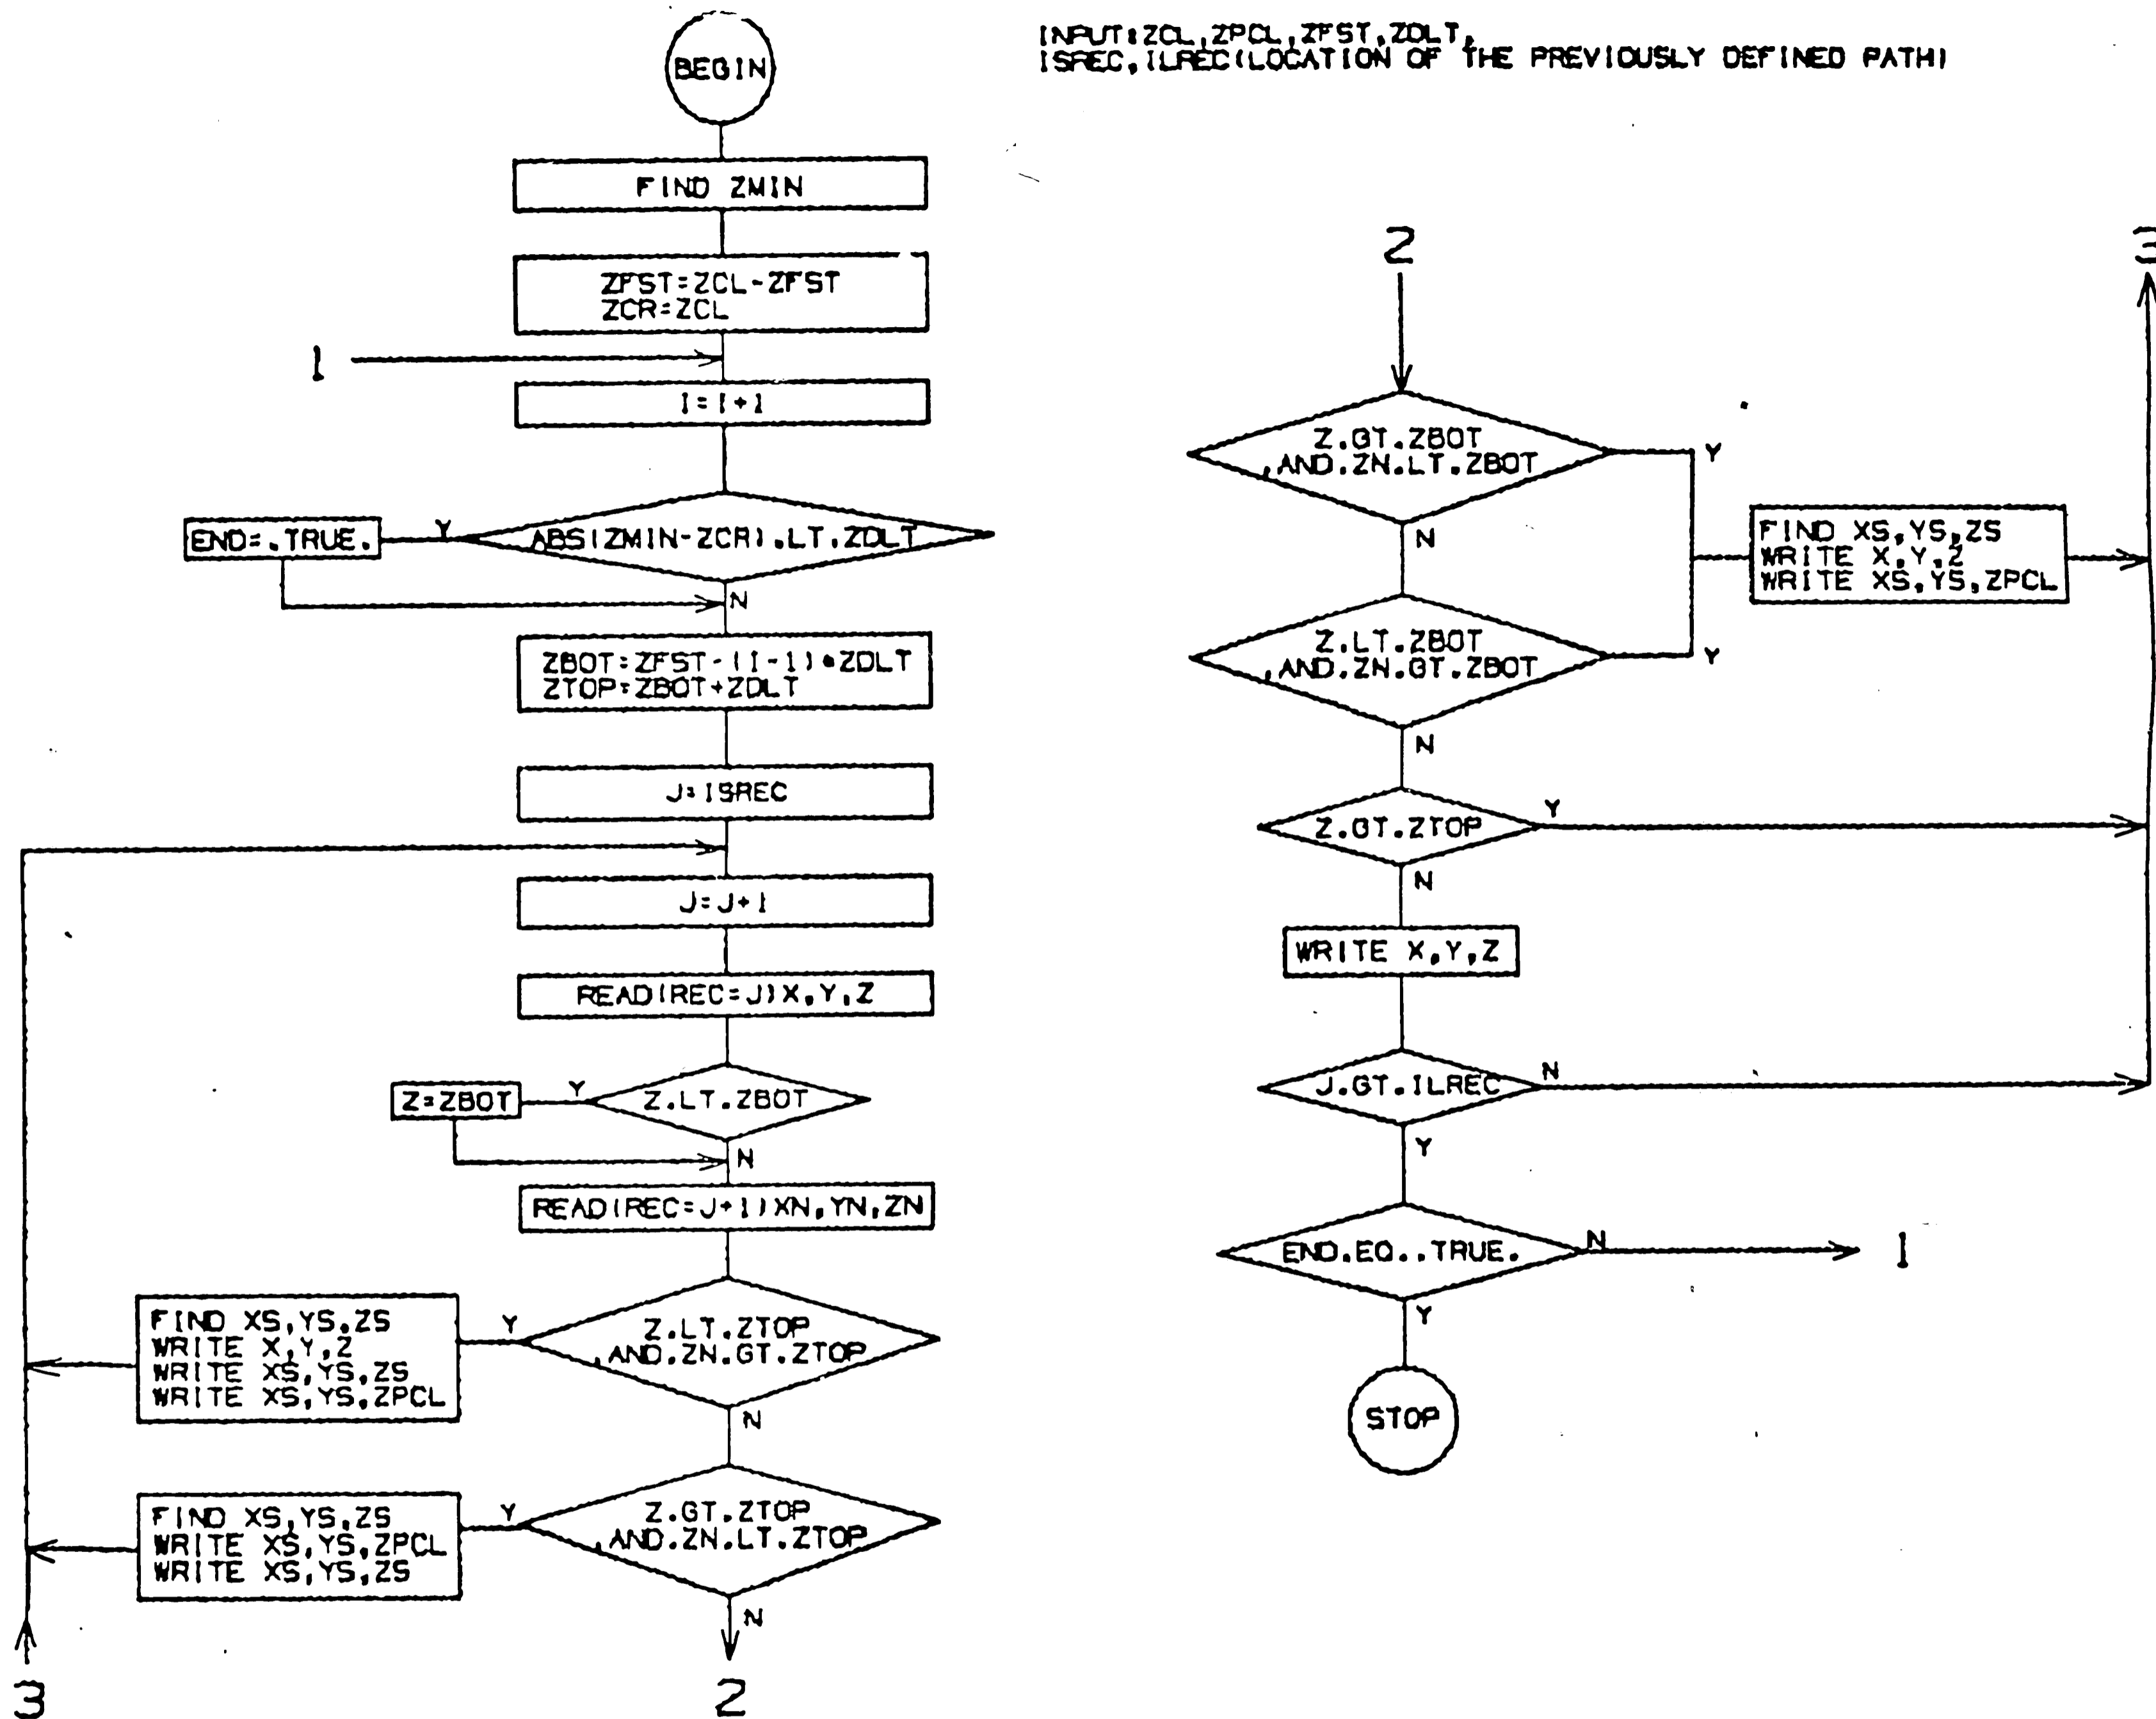 INPUT:ZCL,ZPCL,ZFST,ZDLT,
ISREC,ILREC(LOCATION OF THE PREVIOUSLY DEFINED PATH)
BEGIN
FIND ZMIN
ZFST=ZCL-ZFST
ZCR=ZCL
1
I=I+1
ABS(ZMIN-ZCR).LT.ZDLT
Y
END=.TRUE.
N
ZBOT=ZFST-(I-1)*ZDLT
ZTOP=ZBOT+ZDLT
J=ISREC
J=J+1
READ(REC=J)X,Y,Z
Z.LT.ZBOT
Y
Z=ZBOT
N
READ(REC=J+1)XN,YN,ZN
Z.LT.ZTOP
.AND.ZN.GT.ZTOP
Y
FIND XS,YS,ZS
WRITE X,Y,Z
WRITE XS,YS,ZS
WRITE XS,YS,ZPCL
N
Z.GT.ZTOP
.AND.ZN.LT.ZTOP
Y
FIND XS,YS,ZS
WRITE XS,YS,ZPCL
WRITE XS,YS,ZS
N
3
2
2
3
Z.GT.ZBOT
.AND.ZN.LT.ZBOT
Y
N
FIND XS,YS,ZS
WRITE X,Y,Z
WRITE XS,YS,ZPCL
Z.LT.ZBOT
.AND.ZN.GT.ZBOT
Y
N
Z.GT.ZTOP
Y
N
WRITE X,Y,Z
J.GT.ILREC
N
Y
END.EQ..TRUE.
N
1
Y
STOP